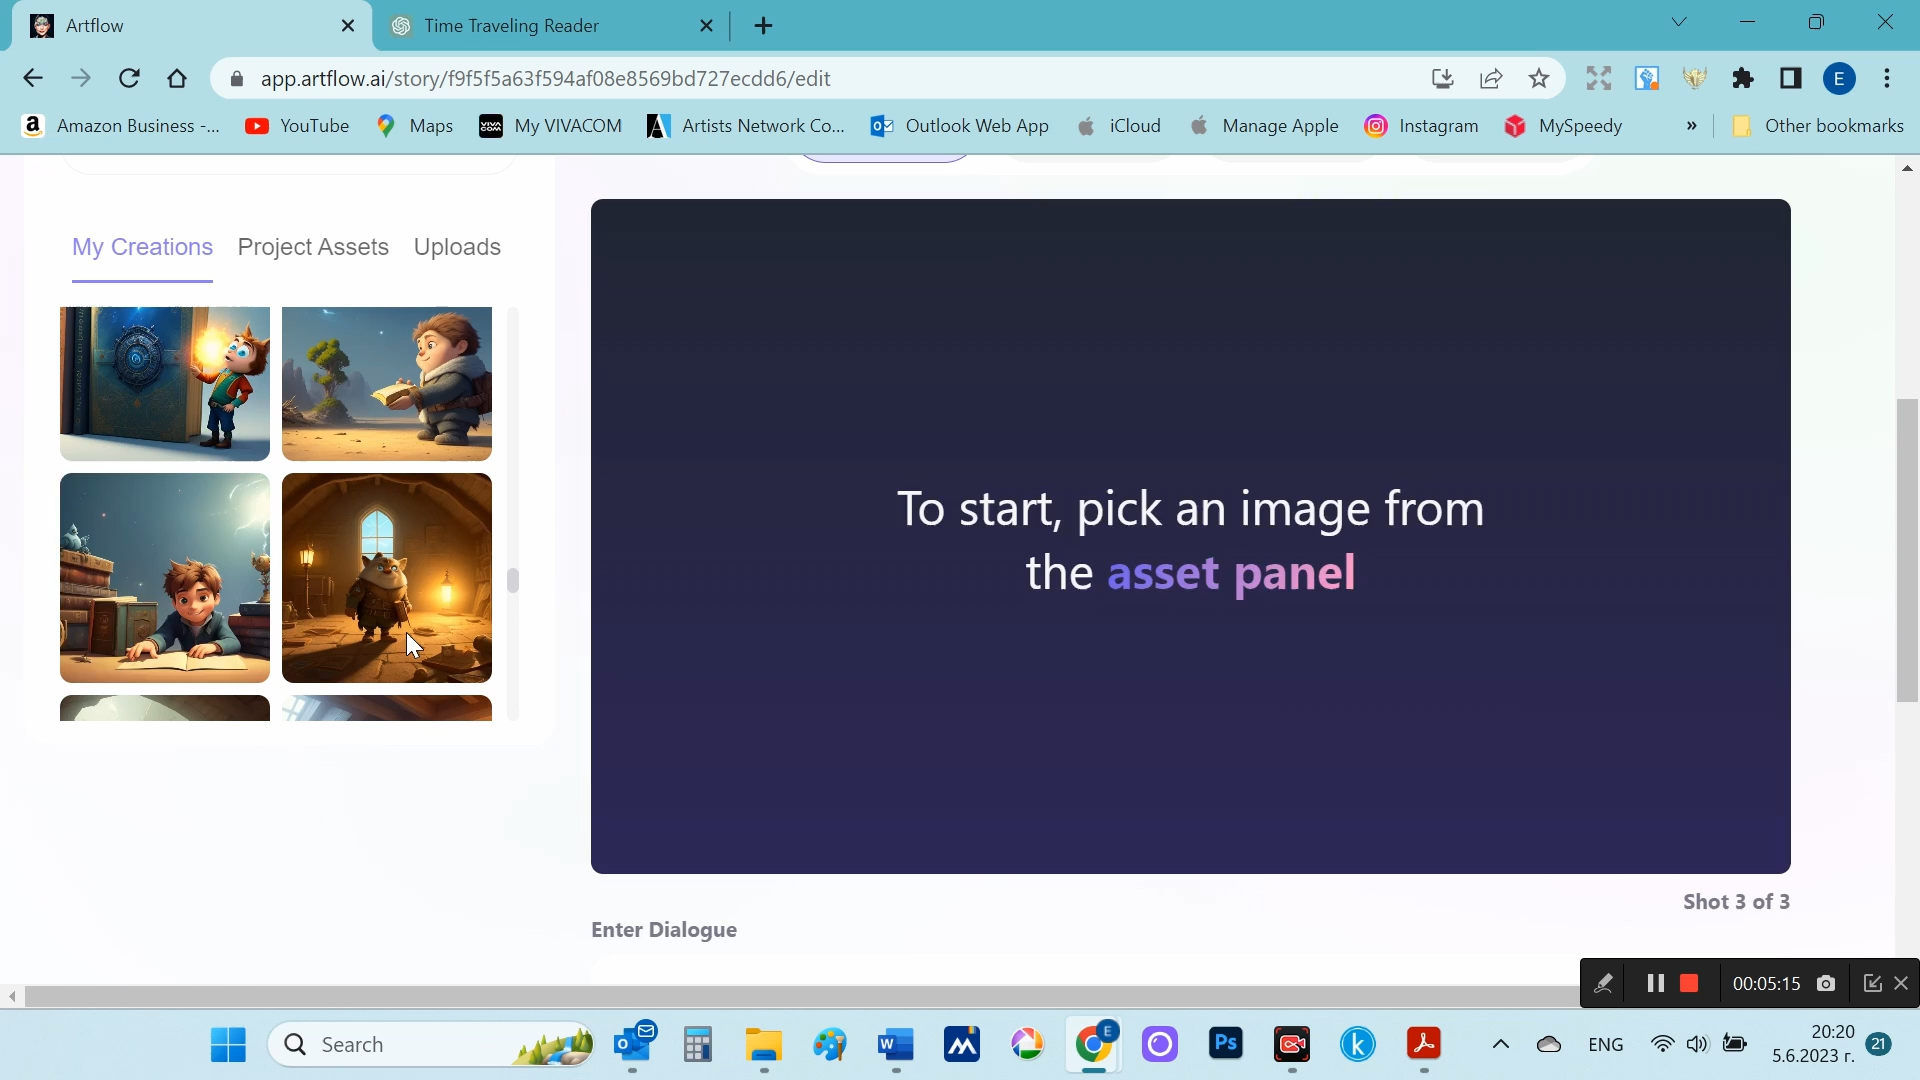 Artflow
Time Traveling Reader
app.artflow.ai/story/f9f5f5a63f594af08e8569bd727ecdd6/edit
E
a Amazon Business -... YouTube Maps My VIVACOM Artists Network Co... Outlook Web App iCloud Manage Apple Instagram MySpeedy » Other bookmarks
My Creations Project Assets Uploads
To start, pick an image from
the asset panel
Shot 3 of 3
Enter Dialogue
00:05:15
Search
ENG
20:20
5.6.2023 г.
21